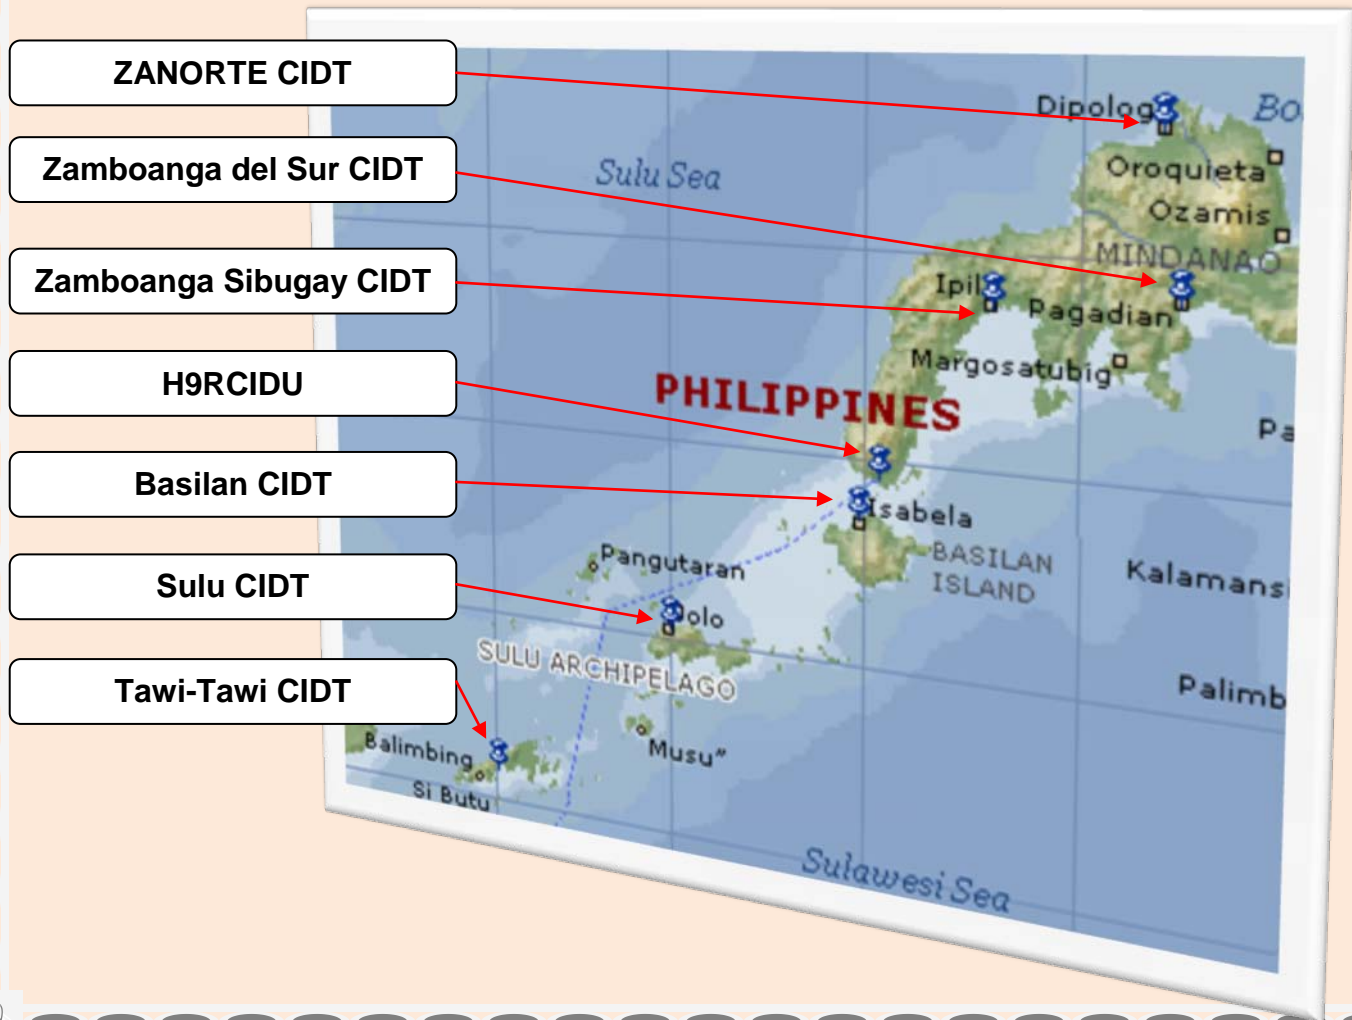 ZANORTE CIDT
Zamboanga del Sur CIDT
Zamboanga Sibugay CIDT
H9RCIDU
Basilan CIDT
Sulu CIDT
Tawi-Tawi CIDT
Dipolog
Bo
Sulu Sea
Oroquieta
Ozamis
MINDANAO
Ipil
Pagadian
Margosatubig
PHILIPPINES
Pa
Isabela
BASILAN
ISLAND
Kalamans
Pangutaran
Jolo
SULU ARCHIPELAGO
Palimb
Musu"
Balimbing
Si Butu
Sulawesi Sea